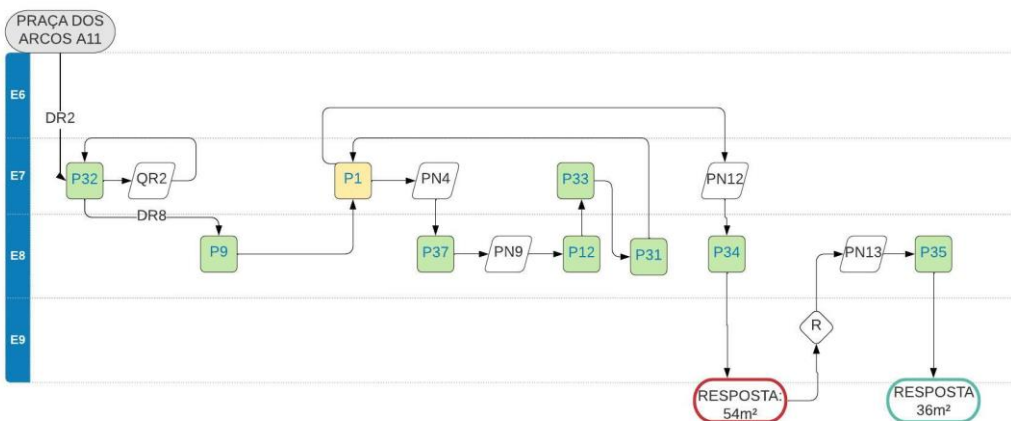 PRAÇA DOS
ARCOS A11
E6
DR2
E7
P32
QR2
P1
PN4
P33
PN12
DR8
E8
P9
P37
PN9
P12
P31
P34
PN13
P35
E9
R
RESPOSTA:
54m²
RESPOSTA
36m²